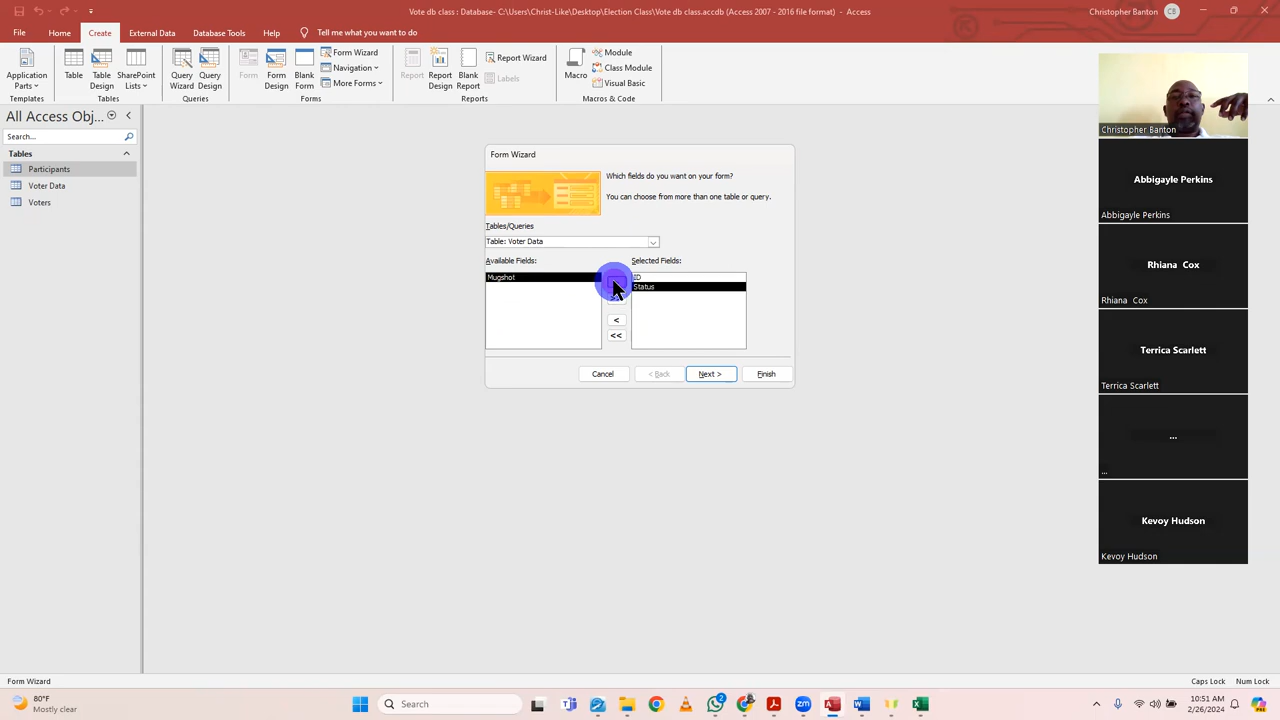 Vote db class : Database- C:\Users\Christ-Like\Desktop\Election Class\Vote db class.accdb (Access 2007 - 2016 file format) - Access
Christopher Banton
CB
File
Home
Create
External Data
Database Tools
Help
Tell me what you want to do
Application
Parts
Templates
Table
Table
Design
SharePoint
Lists
Tables
Query
Wizard
Query
Design
Queries
Form
Form
Design
Blank
Form
Form Wizard
Navigation
More Forms
Forms
Report
Report
Design
Blank
Report
Report Wizard
Labels
Reports
Macro
Module
Class Module
Visual Basic
Macros & Code
All Access Obj...
Search...
Tables
Participants
Voter Data
Voters
Form Wizard
Which fields do you want on your form?
You can choose from more than one table or query.
Tables/Queries
Table: Voter Data
Available Fields:
Selected Fields:
Mugshot
ID
Status
<
<<
Cancel
< Back
Next >
Finish
Christopher Banton
Abbigayle Perkins
Abbigayle Perkins
Rhiana Cox
Rhiana Cox
Terrica Scarlett
Terrica Scarlett
...
...
Kevoy Hudson
Kevoy Hudson
Form Wizard
Caps Lock
Num Lock
80°F
Mostly clear
Search
2
10:51 AM
2/26/2024